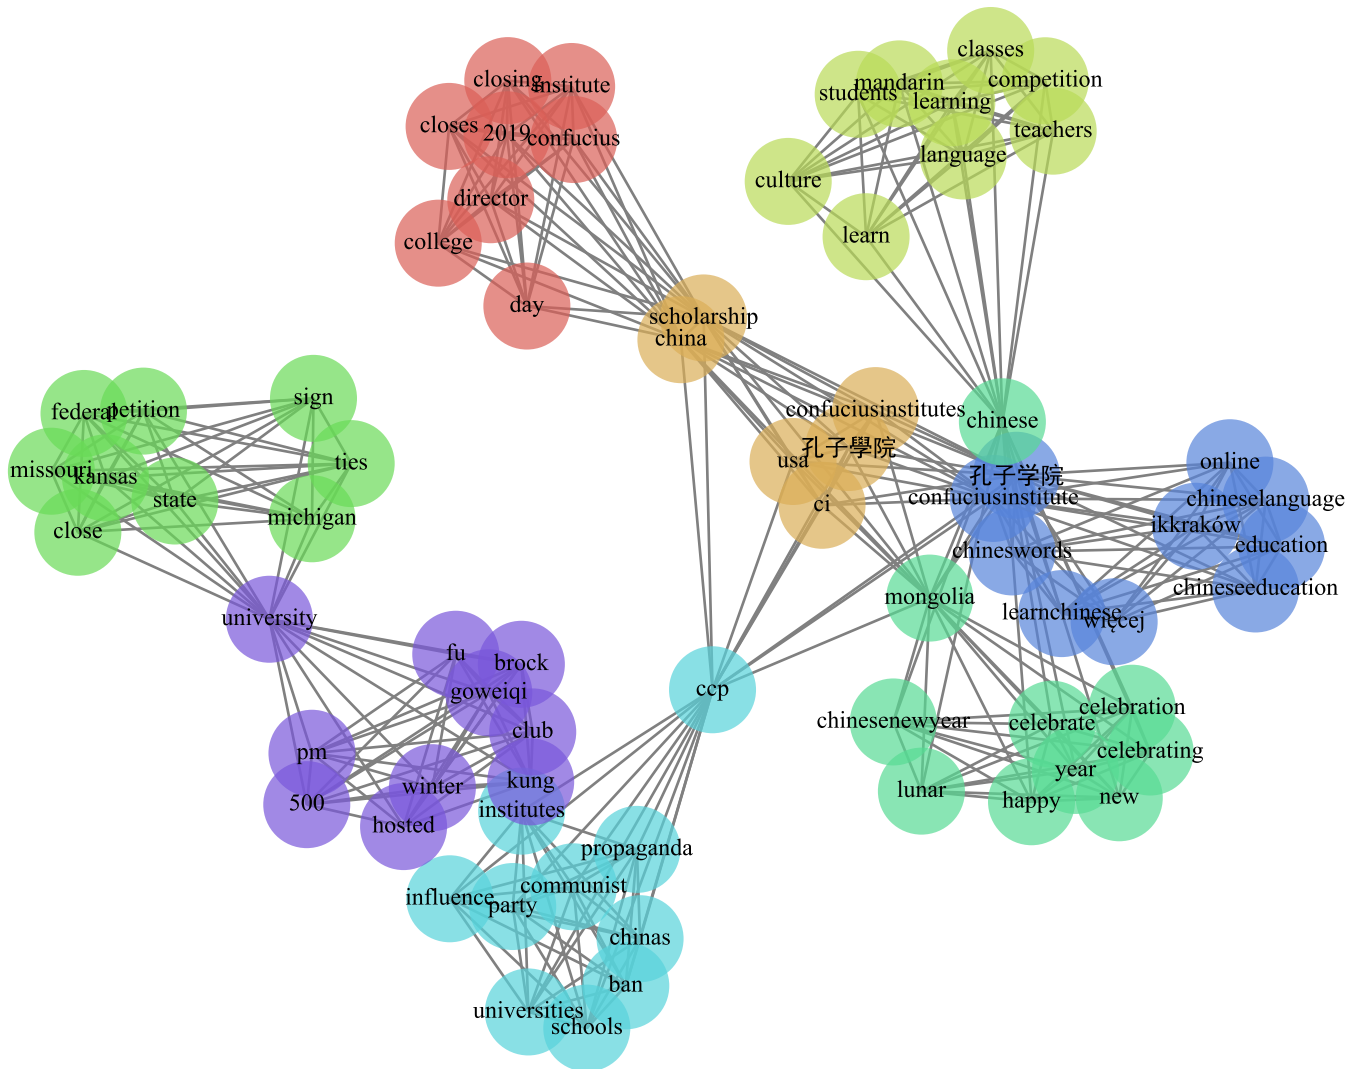 classes
closing
institute
mandarin
competition
students
learning
closes
2019
confucius
teachers
language
culture
director
learn
college
day
scholarship
china
sign
federal
petition
confuciusinstitutes
chinese
孔子學院
usa
ties
online
missouri
kansas
孔子学院
state
confuciusinstitute
chineselanguage
ci
michigan
ikkraków
close
chineswords
education
chineseeducation
mongolia
university
learnchinese
więcej
fu
brock
goweiqi
ccp
celebration
chinesenewyear
celebrate
club
pm
celebrating
year
kung
winter
lunar
500
new
happy
institutes
hosted
propaganda
communist
influence
party
chinas
ban
universities
schools